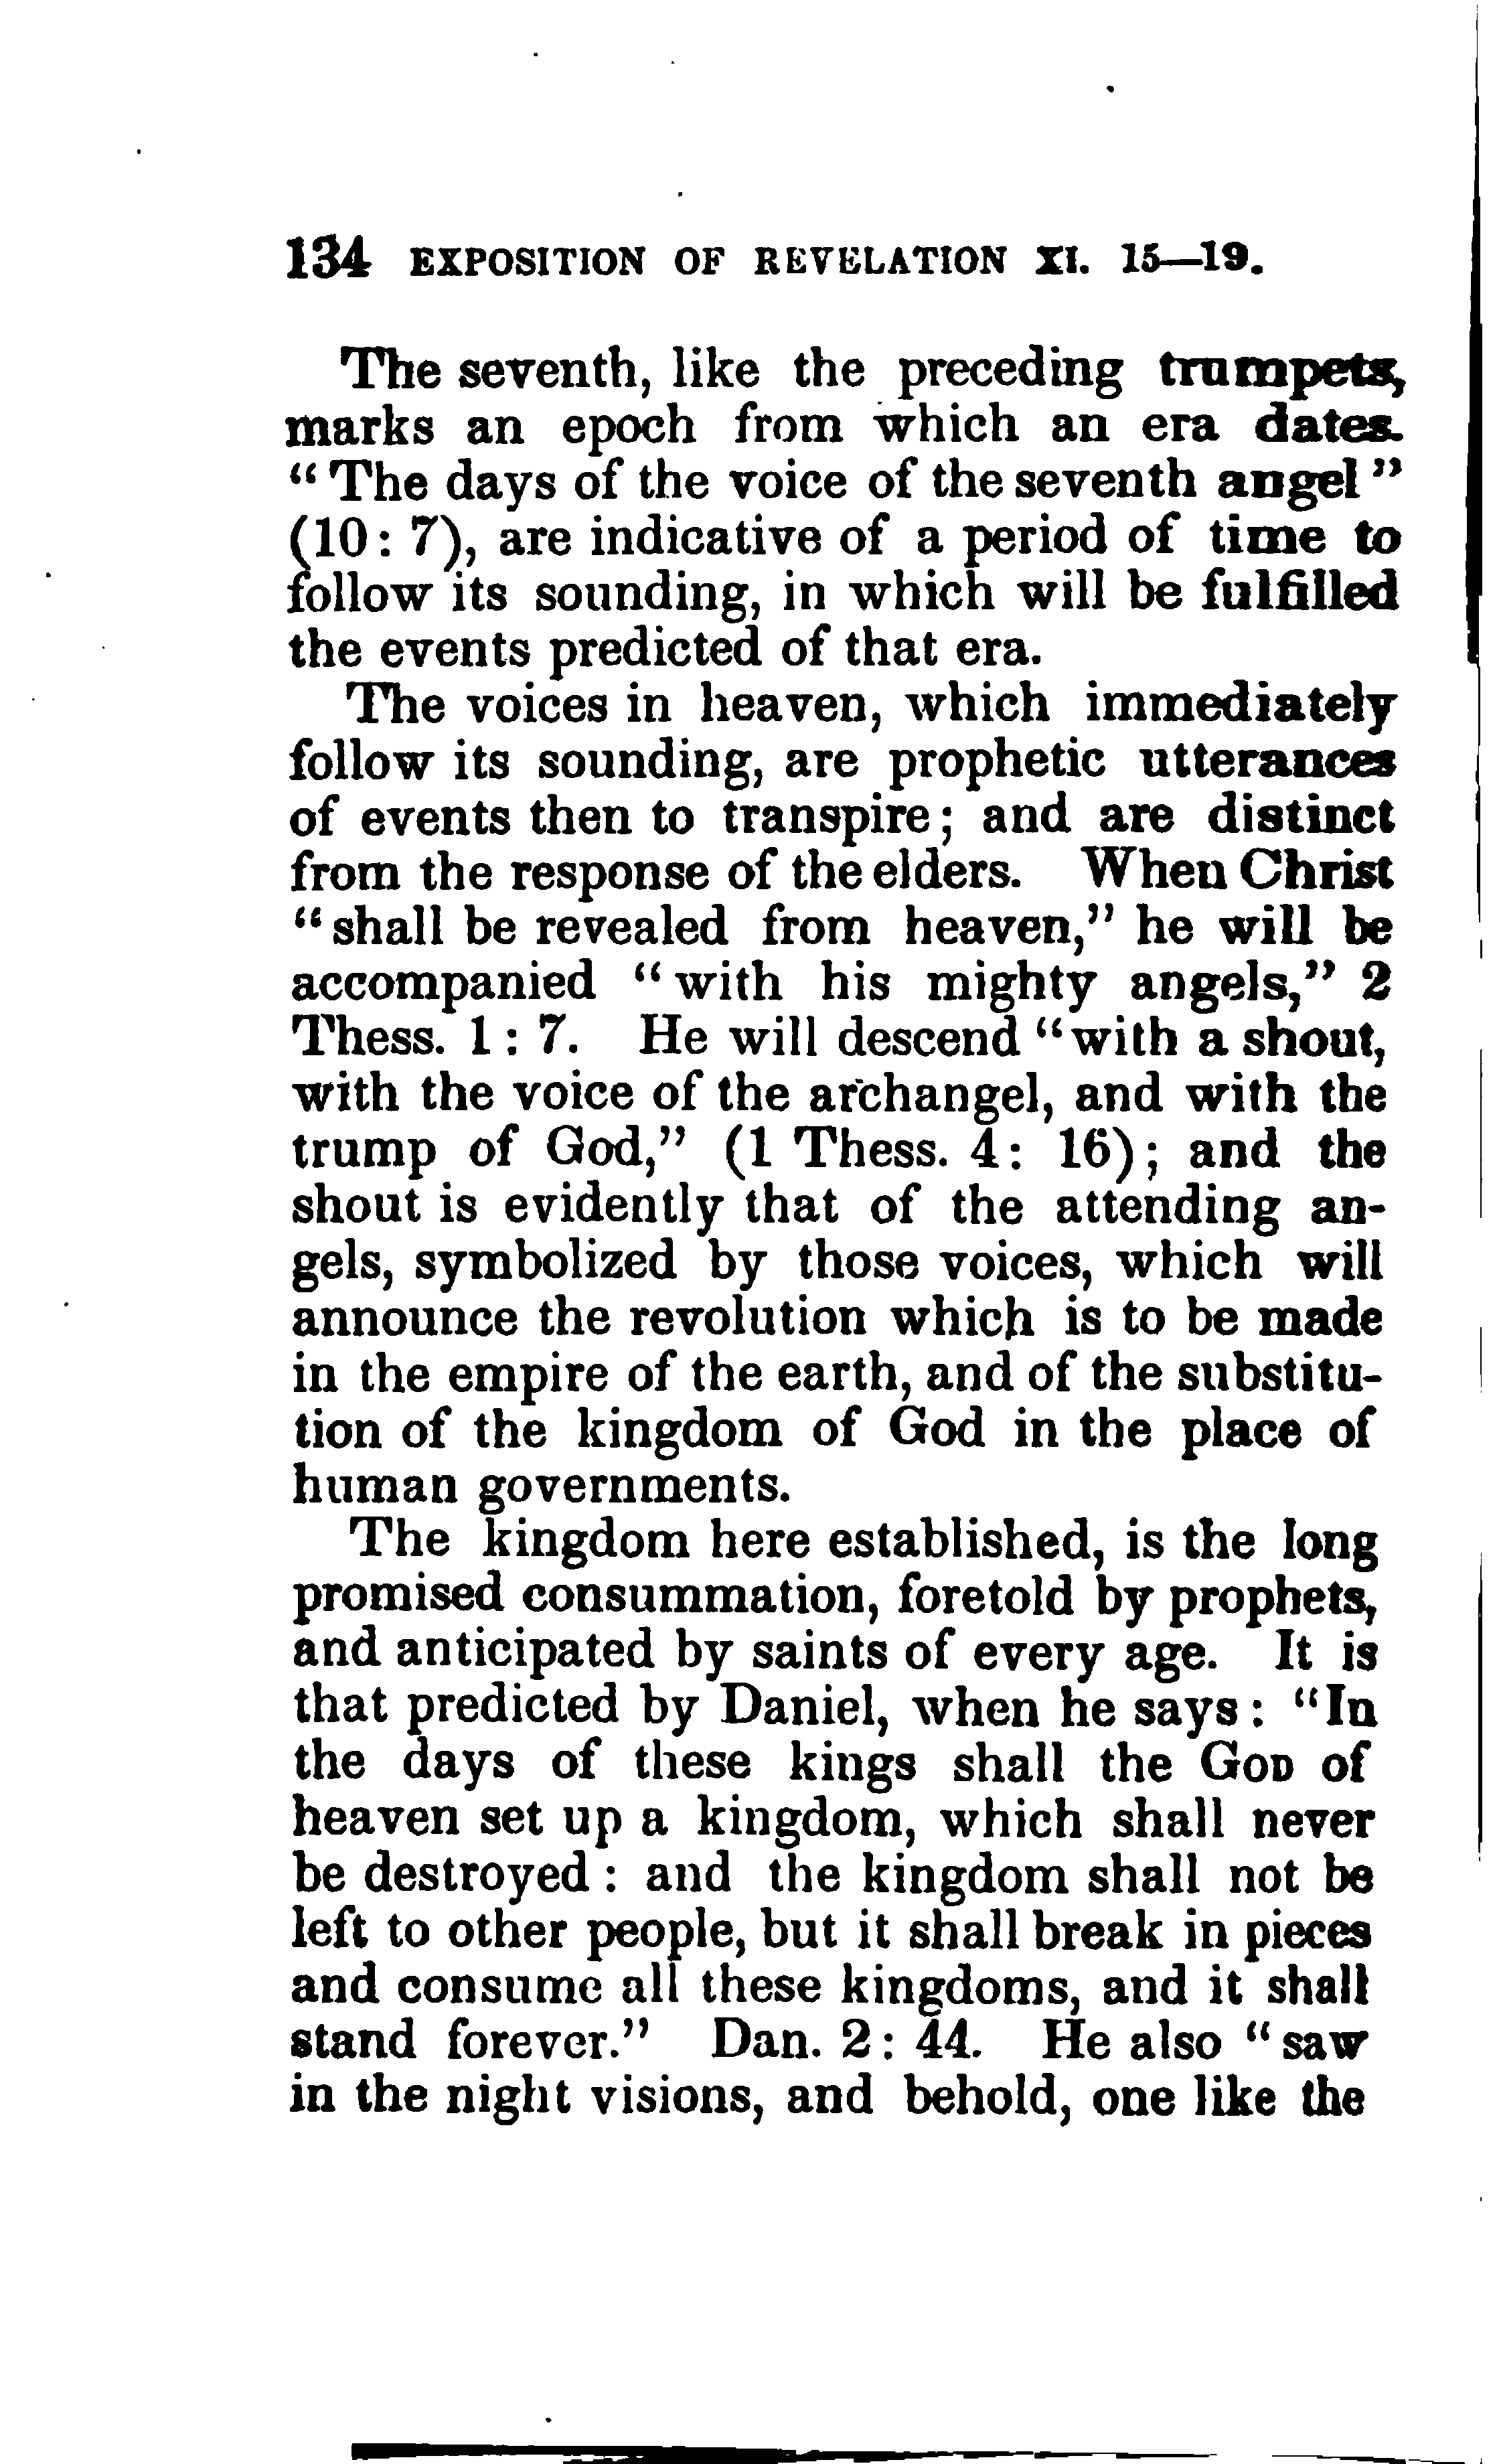 134 EXPOSITION OF REVELATION XI. 15—19.
The seventh, like the preceding trumpets,
marks an epoch from which an era dates.
“The days of the voice of the seventh angel”
(10: 7), are indicative of a period of time to
follow its sounding, in which will be fulfilled
the events predicted of that era.
The voices in heaven, which immediately
follow its sounding, are prophetic utterances
of events then to transpire; and are distinct
from the response of the elders. When Christ
“shall be revealed from heaven,” he will be
accompanied “with his mighty angels,” 2
Thess. 1: 7. He will descend “with a shout,
with the voice of the archangel, and with the
trump of God,” (1 Thess. 4: 16); and the
shout is evidently that of the attending an-
gels, symbolized by those voices, which will
announce the revolution which is to be made
in the empire of the earth, and of the substitu-
tion of the kingdom of God in the place of
human governments.
The kingdom here established, is the long
promised consummation, foretold by prophets,
and anticipated by saints of every age. It is
that predicted by Daniel, when he says: “In
the days of these kings shall the GOD of
heaven set up a kingdom, which shall never
be destroyed: and the kingdom shall not be
left to other people, but it shall break in pieces
and consume all these kingdoms, and it shall
stand forever.” Dan. 2: 44. He also “saw
in the night visions, and behold, one like the